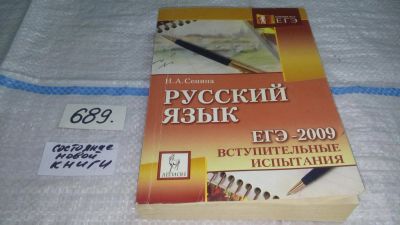 ЕГЭ
Н.А. Сенина
РУССКИЙ
ЯЗЫК
ЕГЭ -2009
ВСТУПИТЕЛЬНЫЕ
ИСПЫТАНИЯ
ЛЕГИОН
689.
состояние
новой
книги